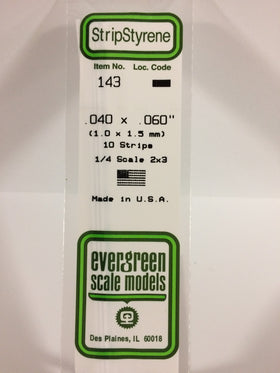 StripStyrene
Item No. Loc. Code
143
.040 x .060"
(1.0 x 1.5 mm)
10 Strips
1/4 Scale 2x3
Made in U.S.A.
evergreen
scale models
Des Plaines, IL 60018